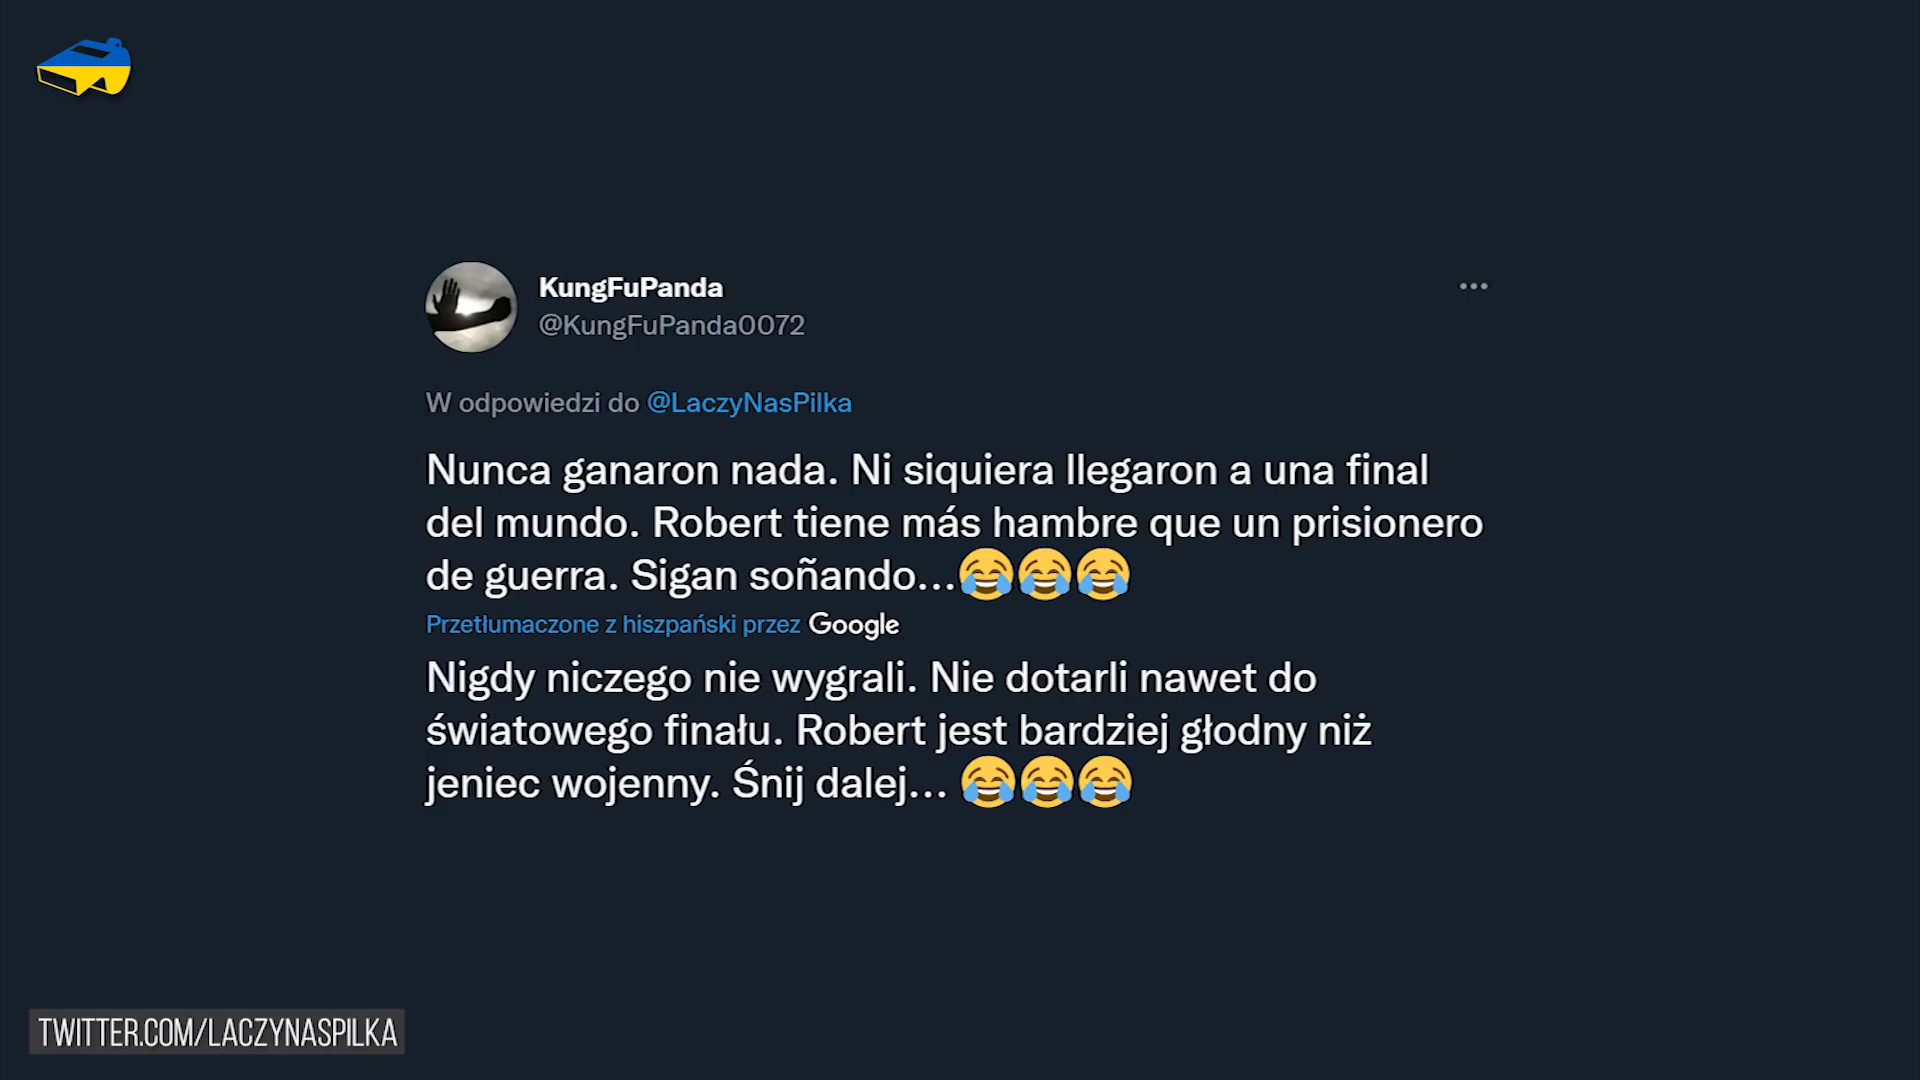 KungFuPanda
@KungFuPanda0072
W odpowiedzi do @LaczyNasPilka
Nunca ganaron nada. Ni siquiera llegaron a una final
del mundo. Robert tiene más hambre que un prisionero
de guerra. Sigan soñando...😂😂😂
Przetłumaczone z hiszpański przez Google
Nigdy niczego nie wygrali. Nie dotarli nawet do
światowego finału. Robert jest bardziej głodny niż
jeniec wojenny. Śnij dalej... 😂😂😂
TWITTER.COM/LACZYNASPILKA